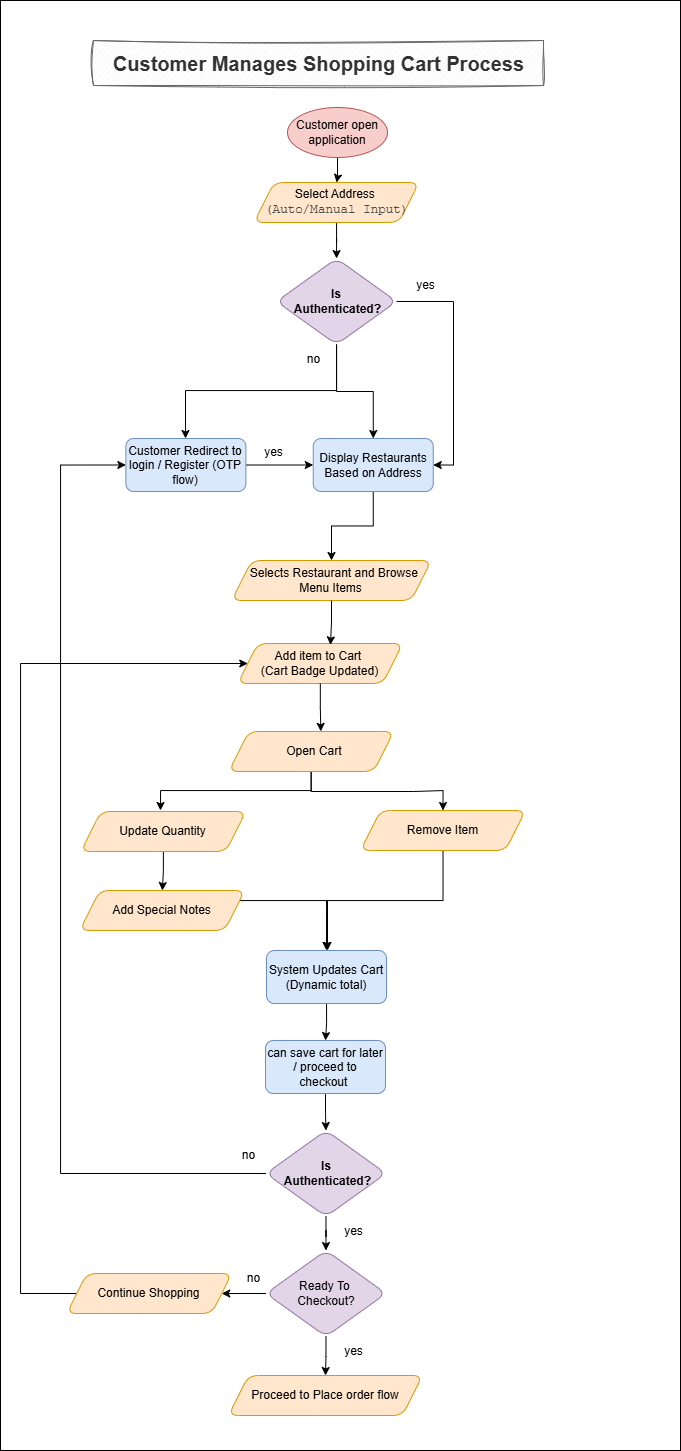 Customer Manages Shopping Cart Process
Customer open
application
Select Address
(Auto/Manual Input)
Is
Authenticated?
yes
no
Customer Redirect to
login / Register (OTP
flow)
yes
Display Restaurants
Based on Address
Selects Restaurant and Browse
Menu Items
Add item to Cart
(Cart Badge Updated)
Open Cart
Update Quantity
Remove Item
Add Special Notes
System Updates Cart
(Dynamic total)
can save cart for later
/ proceed to
checkout
no
Is
Authenticated?
yes
Continue Shopping
no
Ready To
Checkout?
yes
Proceed to Place order flow